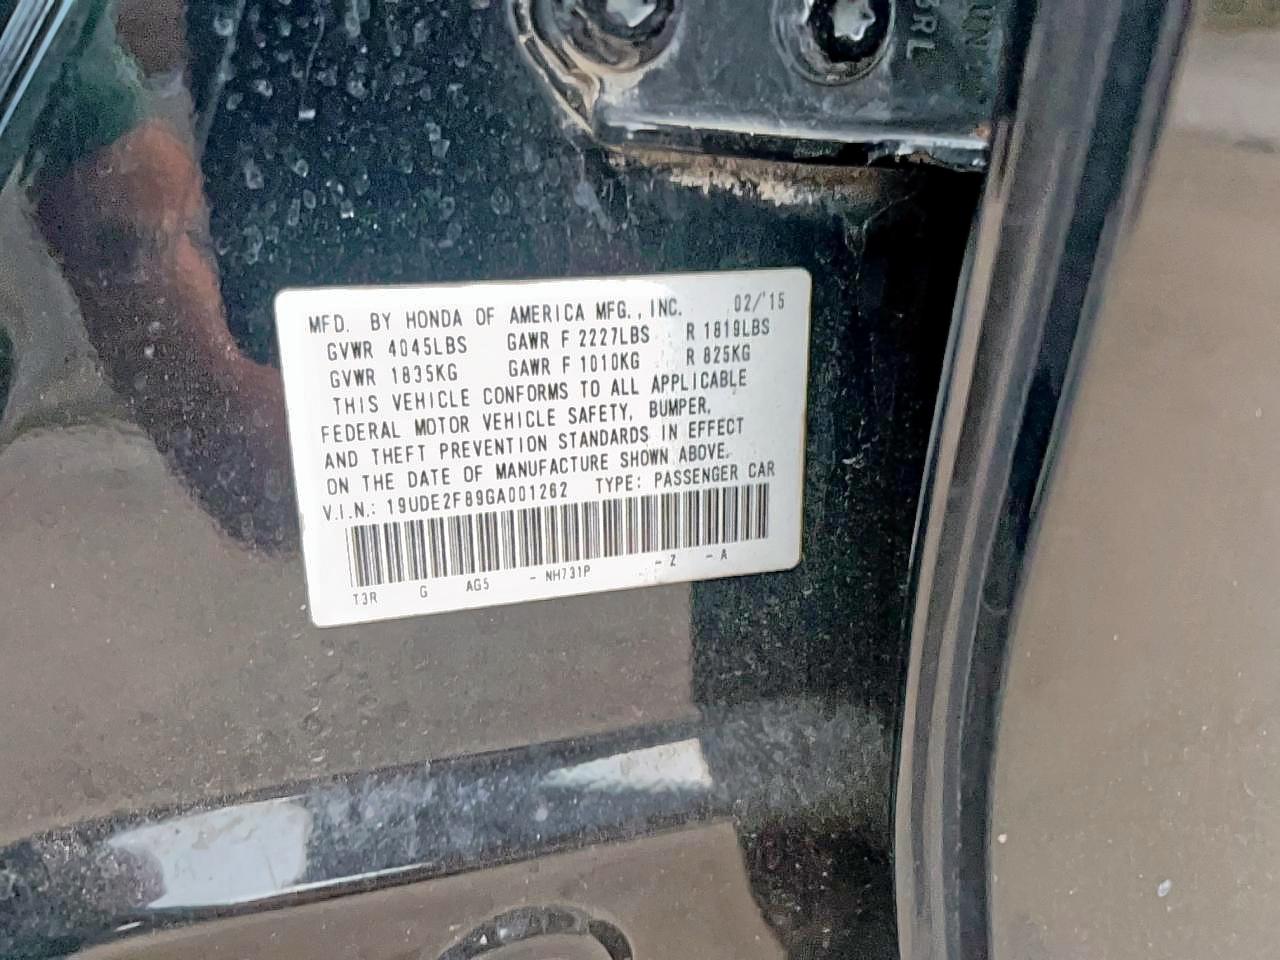 MFD. BY HONDA OF AMERICA MFG., INC. 02/'15
GVWR 4045LBS GAWR F 2227LBS R 1819LBS
GVWR 1835KG GAWR F 1010KG R 825KG
THIS VEHICLE CONFORMS TO ALL APPLICABLE
FEDERAL MOTOR VEHICLE SAFETY, BUMPER,
AND THEFT PREVENTION STANDARDS IN EFFECT
ON THE DATE OF MANUFACTURE SHOWN ABOVE.
V.I.N.: 19UDE2F89GA001262 TYPE: PASSENGER CAR
T3R G AG5 - NH731P - Z - A